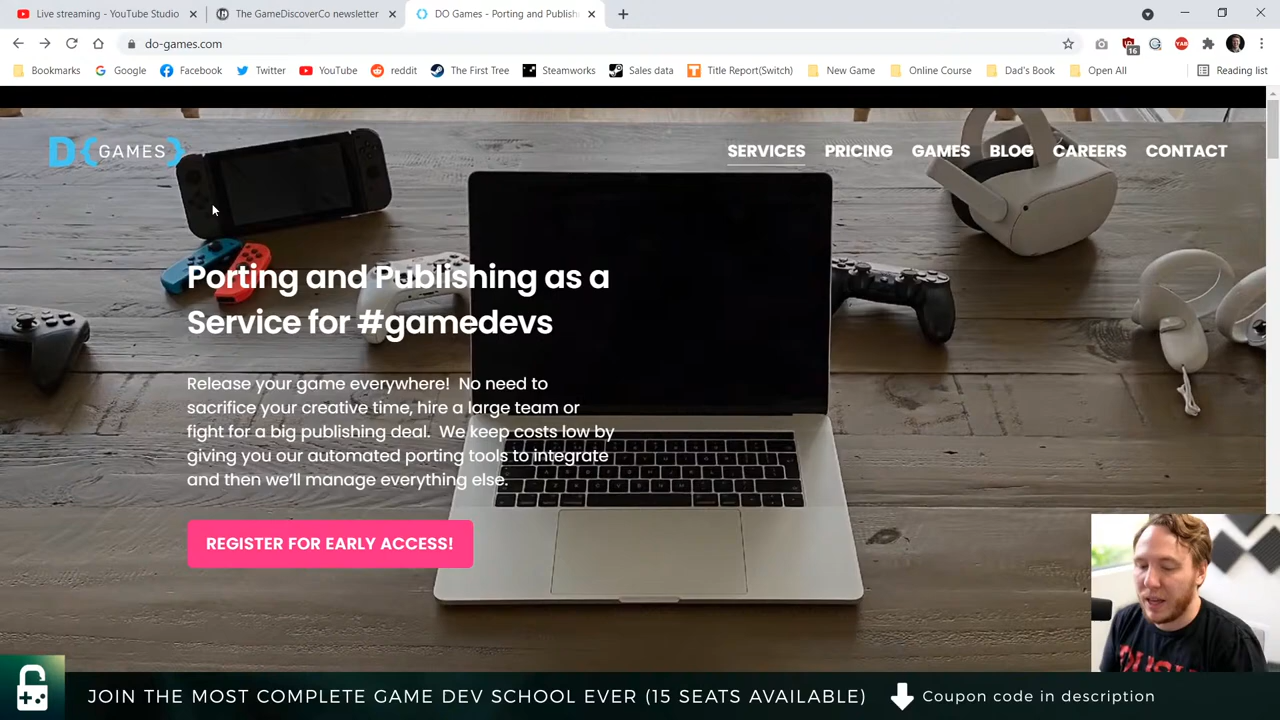 Live streaming - YouTube Studio
The GameDiscoverCo newsletter
DO Games - Porting and Publish
do-games.com
16
YAB
Bookmarks
Google
Facebook
Twitter
YouTube
reddit
The First Tree
Steamworks
Sales data
Title Report(Switch)
New Game
Online Course
Dad's Book
Open All
Reading list
DO GAMES
SERVICES
PRICING
GAMES
BLOG
CAREERS
CONTACT
Porting and Publishing as a
Service for #gamedevs
Release your game everywhere! No need to
sacrifice your creative time, hire a large team or
fight for a big publishing deal. We keep costs low by
giving you our automated porting tools to integrate
and then we'll manage everything else.
REGISTER FOR EARLY ACCESS!
JOIN THE MOST COMPLETE GAME DEV SCHOOL EVER (15 SEATS AVAILABLE)
Coupon code in description